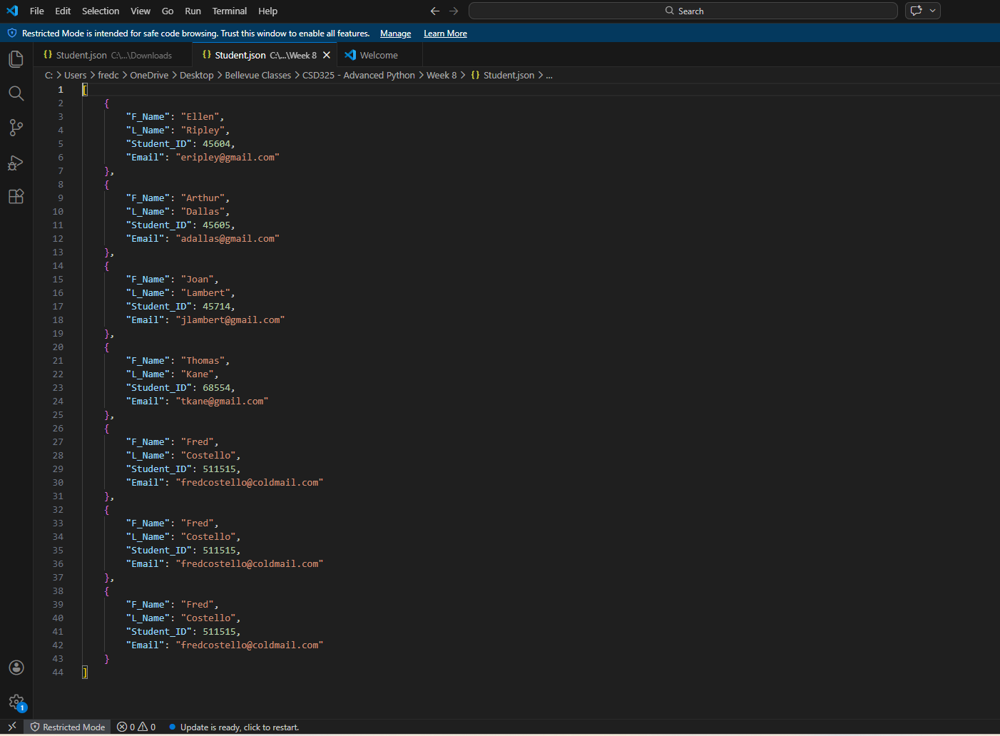 File Edit Selection View Go Run Terminal Help Search
Restricted Mode is intended for safe code browsing. Trust this window to enable all features. Manage Learn More
{} Student.json C:\...\Downloads {} Student.json C:\...\Week 8 Welcome
C: > Users > fredc > OneDrive > Desktop > Bellevue Classes > CSD325 - Advanced Python > Week 8 > {} Student.json > ...
1 [
2 {
3 "F_Name": "Ellen",
4 "L_Name": "Ripley",
5 "Student_ID": 45604,
6 "Email": "eripley@gmail.com"
7 },
8 {
9 "F_Name": "Arthur",
10 "L_Name": "Dallas",
11 "Student_ID": 45605,
12 "Email": "adallas@gmail.com"
13 },
14 {
15 "F_Name": "Joan",
16 "L_Name": "Lambert",
17 "Student_ID": 45714,
18 "Email": "jlambert@gmail.com"
19 },
20 {
21 "F_Name": "Thomas",
22 "L_Name": "Kane",
23 "Student_ID": 68554,
24 "Email": "tkane@gmail.com"
25 },
26 {
27 "F_Name": "Fred",
28 "L_Name": "Costello",
29 "Student_ID": 511515,
30 "Email": "fredcostello@coldmail.com"
31 },
32 {
33 "F_Name": "Fred",
34 "L_Name": "Costello",
35 "Student_ID": 511515,
36 "Email": "fredcostello@coldmail.com"
37 },
38 {
39 "F_Name": "Fred",
40 "L_Name": "Costello",
41 "Student_ID": 511515,
42 "Email": "fredcostello@coldmail.com"
43 }
44 ]
1
Restricted Mode 0 0 Update is ready, click to restart.